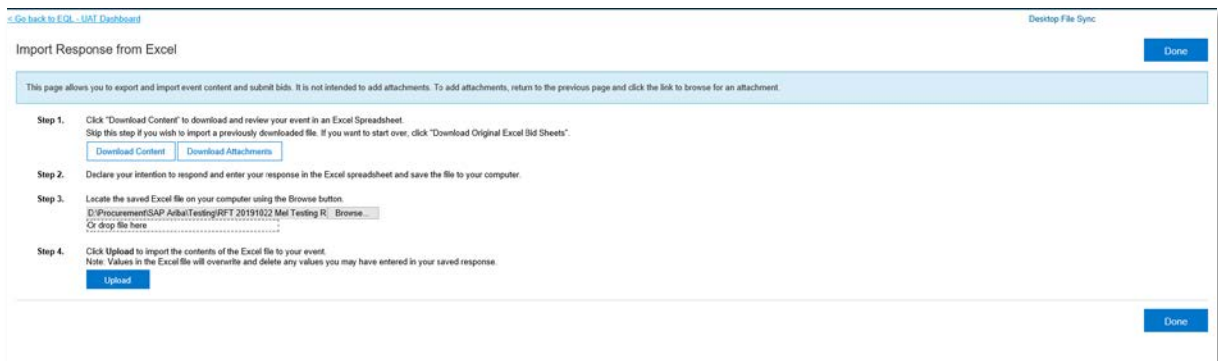 < Go back to EQL - UAT Dashboard
Desktop File Sync
Import Response from Excel
Done
This page allows you to export and import event content and submit bids. It is not intended to add attachments. To add attachments, return to the previous page and click the link to browse for an attachment.
Step 1. Click "Download Content" to download and review your event in an Excel Spreadsheet.
Skip this step if you wish to import a previously downloaded file. If you want to start over, click "Download Original Excel Bid Sheets".
Download Content Download Attachments
Step 2. Declare your intention to respond and enter your response in the Excel spreadsheet and save the file to your computer.
Step 3. Locate the saved Excel file on your computer using the Browse button.
D:\Procurement\SAP Ariba\Testing\RFT 20191022 Mel Testing R Browse...
Or drop file here
Step 4. Click Upload to import the contents of the Excel file to your event.
Note: Values in the Excel file will overwrite and delete any values you may have entered in your saved response.
Upload
Done